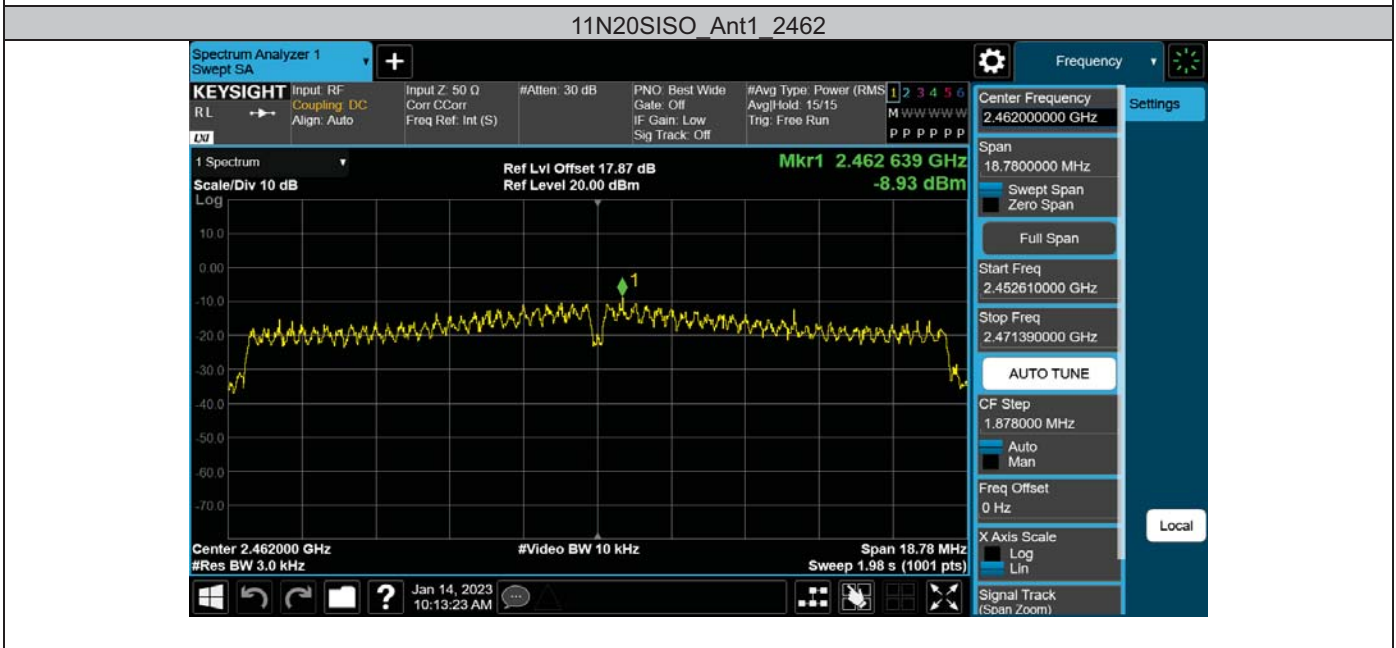 11N20SISO_Ant1_2462
Spectrum Analyzer 1
Swept SA
Frequency
KEYSIGHT
RL
LXI
Input: RF
Coupling: DC
Align: Auto
Input Z: 50 Ω
Corr CCorr
Freq Ref: Int (S)
#Atten: 30 dB
PNO: Best Wide
Gate: Off
IF Gain: Low
Sig Track: Off
#Avg Type: Power (RMS
Avg|Hold: 15/15
Trig: Free Run
1 2 3 4 5 6
M W W W W W
P P P P P P
1 Spectrum
Scale/Div 10 dB
Log
Ref Lvl Offset 17.87 dB
Ref Level 20.00 dBm
Mkr1 2.462 639 GHz
-8.93 dBm
10.0
0.00
-10.0
-20.0
-30.0
-40.0
-50.0
-60.0
-70.0
1
Center 2.462000 GHz
#Res BW 3.0 kHz
#Video BW 10 kHz
Span 18.78 MHz
Sweep 1.98 s (1001 pts)
Center Frequency
2.462000000 GHz
Settings
Span
18.7800000 MHz
Swept Span
Zero Span
Full Span
Start Freq
2.452610000 GHz
Stop Freq
2.471390000 GHz
AUTO TUNE
CF Step
1.878000 MHz
Auto
Man
Freq Offset
0 Hz
X Axis Scale
Log
Lin
Local
Signal Track
(Span Zoom)
?
Jan 14, 2023
10:13:23 AM